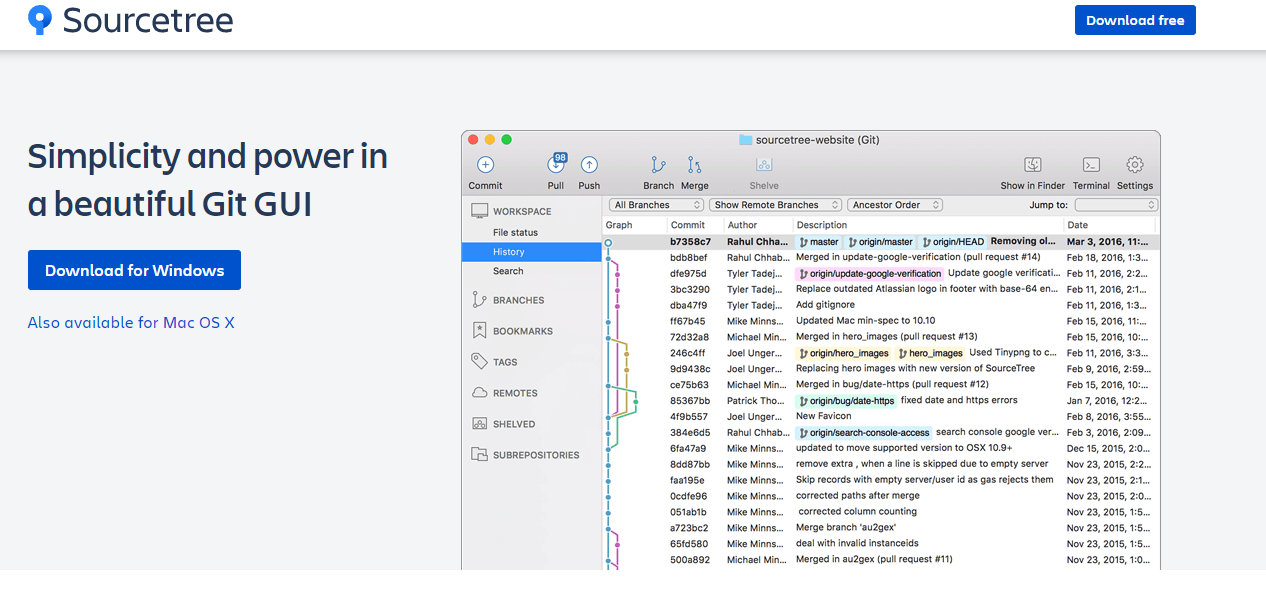 Sourcetree
Download free
Simplicity and power in
a beautiful Git GUI
Download for Windows
Also available for Mac OS X
sourcetree-website (Git)
98
Commit Pull Push Branch Merge Shelve Show in Finder Terminal Settings
WORKSPACE
File status
History
Search
BRANCHES
BOOKMARKS
TAGS
REMOTES
SHELVED
SUBREPOSITORIES
All Branches Show Remote Branches Ancestor Order Jump to:
Graph Commit Author Description Date
b7358c7 Rahul Chha... master origin/master origin/HEAD Removing ol... Mar 3, 2016, 11:...
bdb8bef Rahul Chhab... Merged in update-google-verification (pull request #14) Feb 18, 2016, 1:3...
dfe975d Tyler Tadej... origin/update-google-verification Update google verificati... Feb 11, 2016, 2:2...
3bc3290 Tyler Tadej... Replace outdated Atlassian logo in footer with base-64 en... Feb 11, 2016, 2:1...
dba47f9 Tyler Tadej... Add gitignore Feb 11, 2016, 1:3...
ff67b45 Mike Minns... Updated Mac min-spec to 10.10 Feb 15, 2016, 11:...
72d32a8 Michael Min... Merged in hero_images (pull request #13) Feb 15, 2016, 10:...
246c4ff Joel Unger... origin/hero_images hero_images Used Tinypng to c... Feb 11, 2016, 3:3...
9d9438c Joel Unger... Replacing hero images with new version of SourceTree Feb 9, 2016, 2:59...
ce75b63 Michael Min... Merged in bug/date-https (pull request #12) Feb 15, 2016, 10:...
85367bb Patrick Tho... origin/bug/date-https fixed date and https errors Jan 7, 2016, 12:2...
4f9b557 Joel Unger... New Favicon Feb 8, 2016, 3:55...
384e6d5 Rahul Chhab... origin/search-console-access search console google ver... Feb 3, 2016, 2:09...
6fa47a9 Mike Minns... updated to move supported version to OSX 10.9+ Dec 15, 2015, 2:0...
8dd87bb Mike Minns... remove extra , when a line is skipped due to empty server Nov 23, 2015, 2:2...
faa195e Mike Minns... Skip records with empty server/user id as gas rejects them Nov 23, 2015, 2:1...
0cdfe96 Mike Minns... corrected paths after merge Nov 23, 2015, 2:0...
051ab1b Mike Minns... corrected column counting Nov 23, 2015, 1:5...
a723bc2 Mike Minns... Merge branch 'au2gex' Nov 23, 2015, 1:5...
65fd580 Mike Minns... deal with invalid instanceids Nov 23, 2015, 1:5...
500a892 Michael Min... Merged in au2gex (pull request #11) Nov 23, 2015, 1:0...